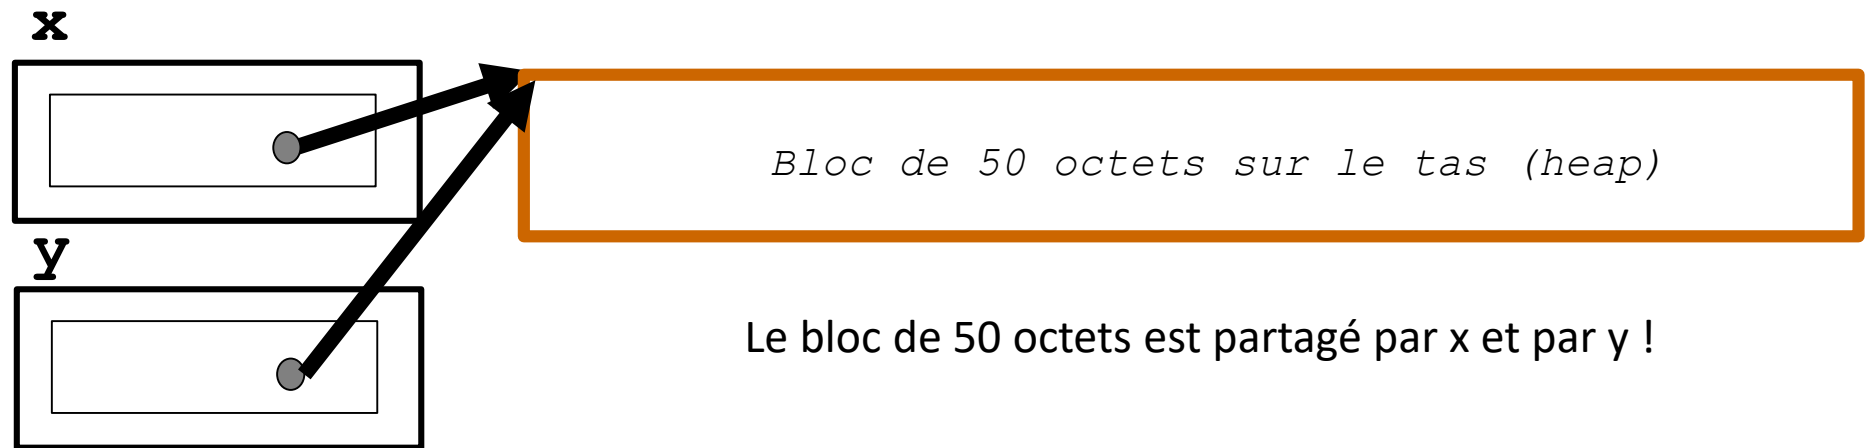 x
Bloc de 50 octets sur le tas (heap)
y
Le bloc de 50 octets est partagé par x et par y !